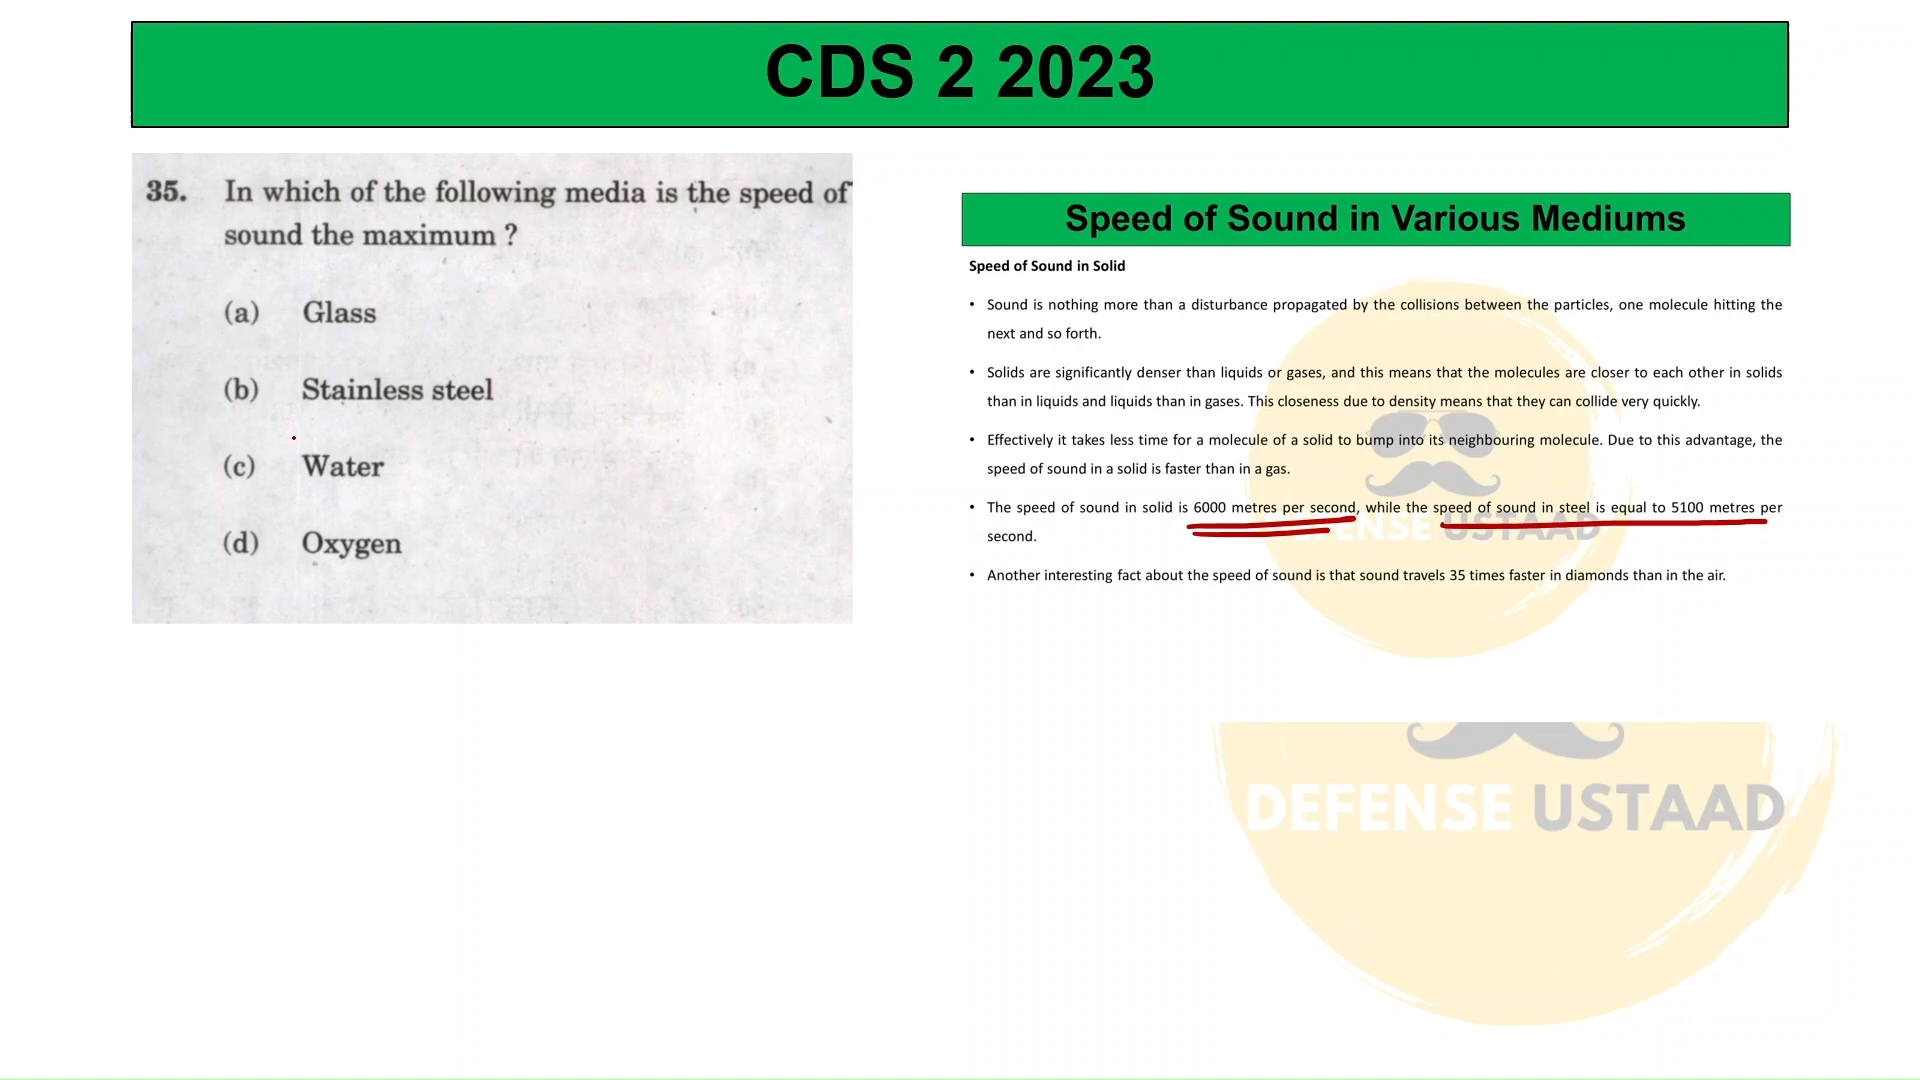 CDS 2 2023
35. In which of the following media is the speed of
sound the maximum ?
(a) Glass
(b) Stainless steel
(c) Water
(d) Oxygen
Speed of Sound in Various Mediums
Speed of Sound in Solid
• Sound is nothing more than a disturbance propagated by the collisions between the particles, one molecule hitting the
next and so forth.
• Solids are significantly denser than liquids or gases, and this means that the molecules are closer to each other in solids
than in liquids and liquids than in gases. This closeness due to density means that they can collide very quickly.
• Effectively it takes less time for a molecule of a solid to bump into its neighbouring molecule. Due to this advantage, the
speed of sound in a solid is faster than in a gas.
• The speed of sound in solid is 6000 metres per second, while the speed of sound in steel is equal to 5100 metres per
second.
• Another interesting fact about the speed of sound is that sound travels 35 times faster in diamonds than in the air.
DEFENSE USTAAD
DEFENSE USTAAD